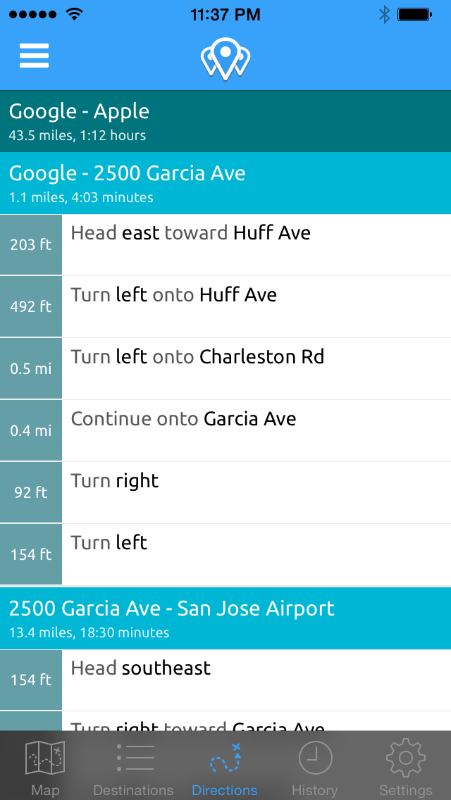 11:37 PM
Google - Apple
43.5 miles, 1:12 hours
Google - 2500 Garcia Ave
1.1 miles, 4:03 minutes
203 ft Head east toward Huff Ave
492 ft Turn left onto Huff Ave
0.5 mi Turn left onto Charleston Rd
0.4 mi Continue onto Garcia Ave
92 ft Turn right
154 ft Turn left
2500 Garcia Ave - San Jose Airport
13.4 miles, 18:30 minutes
154 ft Head southeast
Turn right toward Garcia Ave
Map Destinations Directions History Settings